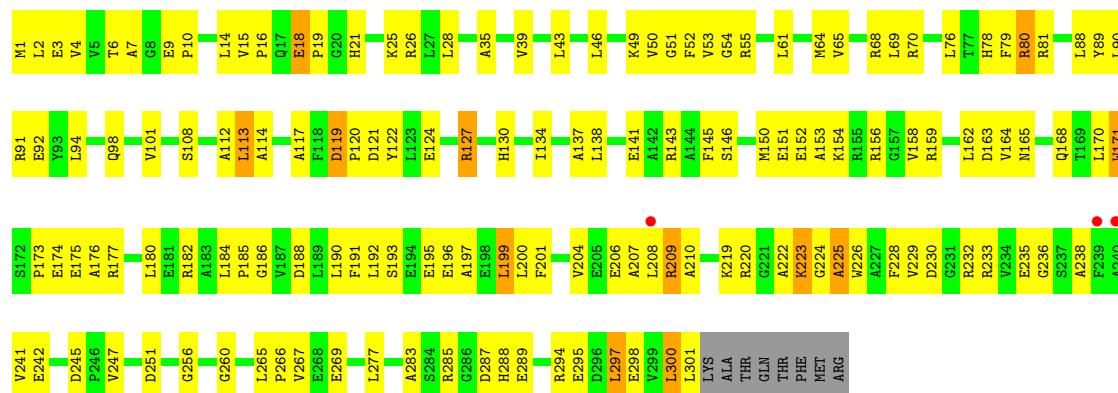 M1 L2 E3 V4 V5 T6 A7 G8 E9 P10 L14 V15 P16 Q17 E18 P19 G20 H21 K25 R26 L27 L28 A35 V39 L43 L46 K49 V50 G51 F52 V53 G54 R55 L61 M64 V65 R68 L69 R70 L76 T77 H78 F79 R80 R81 L88 Y89 L90
R91 E92 Y93 L94 Q98 V101 S108 A112 L113 A114 A117 F118 D119 P120 D121 Y122 L123 E124 R127 H130 I134 A137 L138 E141 A142 R143 A144 F145 S146 M150 E151 E152 A153 K154 R155 R156 G157 V158 R159 L162 D163 V164 N165 Q168 T169 L170
S172 P173 E174 E175 A176 R177 L180 E181 R182 A183 L184 P185 G186 V187 D188 L189 L190 F191 L192 S193 E194 E195 E196 A197 E198 L199 L200 F201 V204 E205 E206 A207 L208 R209 A210 K219 R220 G221 A222 K223 G224 A225 W226 A227 F228 V229 D230 G231 R232 R233 V234 E235 G236 S237 A238 F239 A240
V241 E242 D245 P246 V247 D251 G256 G260 L265 P266 V267 E268 E269 L277 A283 S284 R285 G286 D287 H288 E289 R294 E295 D296 L297 E298 V299 L300 L301 LYS ALA THR GLN THR PHE MET ARG